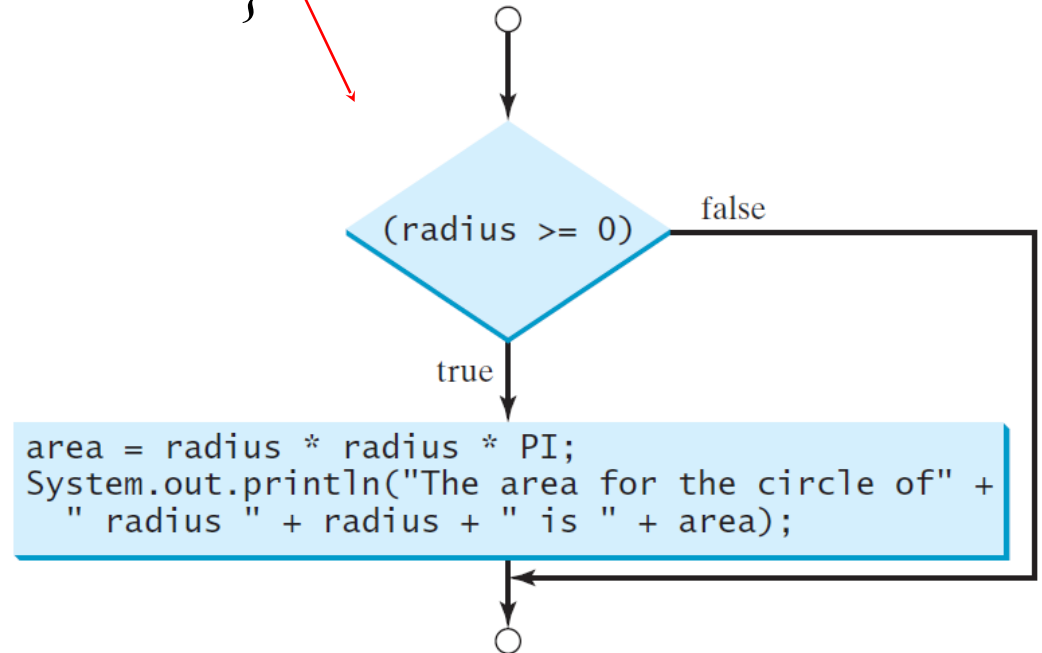 }
(radius >= 0)
false
true
area = radius * radius * PI;
System.out.println("The area for the circle of" +
" radius " + radius + " is " + area);